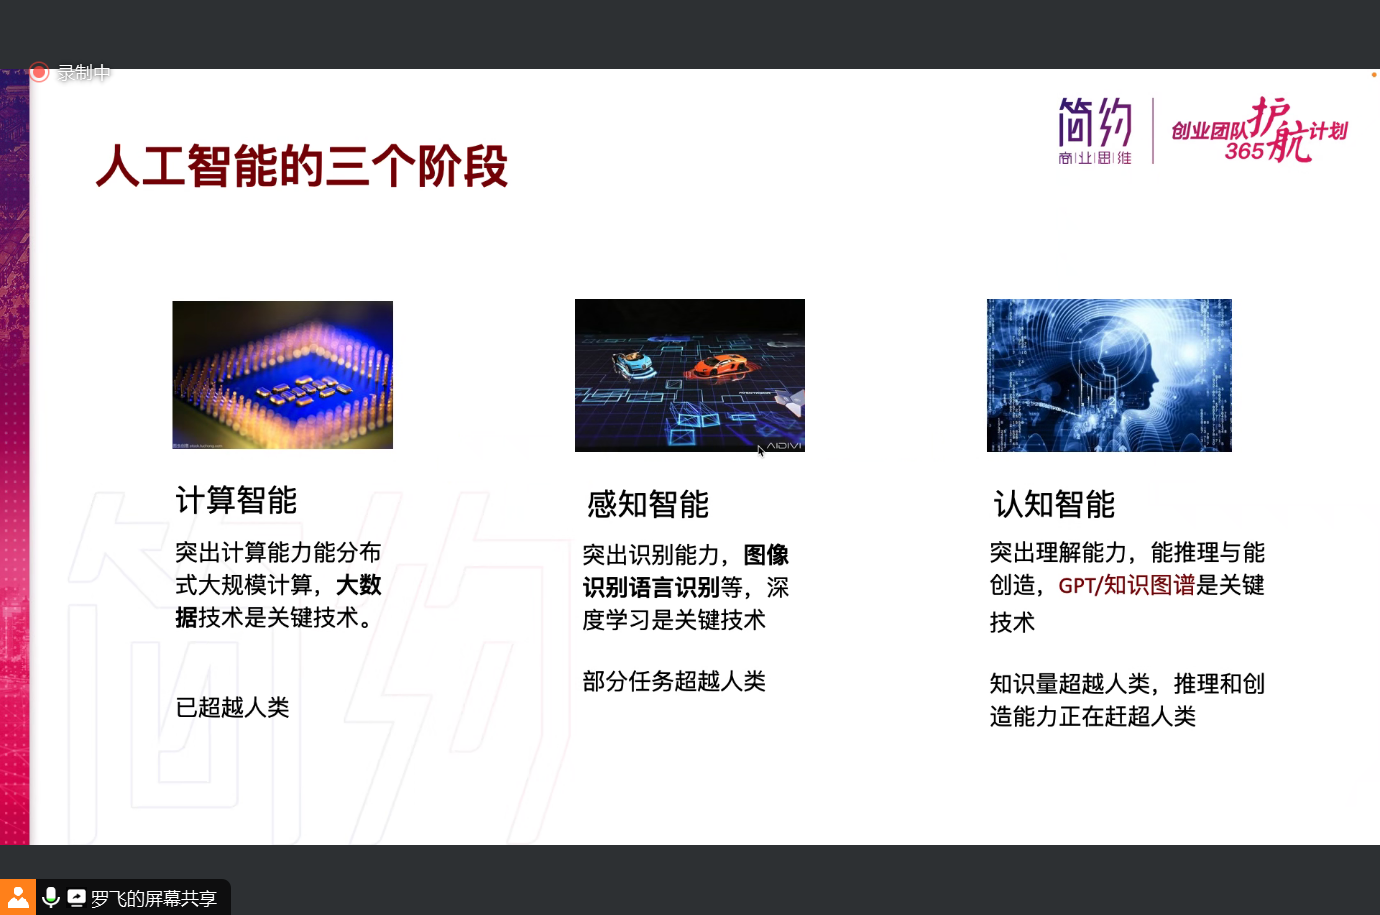 录制中
简约
商业思维
创业团队护航计划
365
人工智能的三个阶段
AIDIVI
计算智能
突出计算能力能分布
式大规模计算，大数
据技术是关键技术。
已超越人类
感知智能
突出识别能力，图像
识别语言识别等，深
度学习是关键技术
部分任务超越人类
认知智能
突出理解能力，能推理与能
创造，GPT/知识图谱是关键
技术
知识量超越人类，推理和创
造能力正在赶超人类
简约
罗飞的屏幕共享